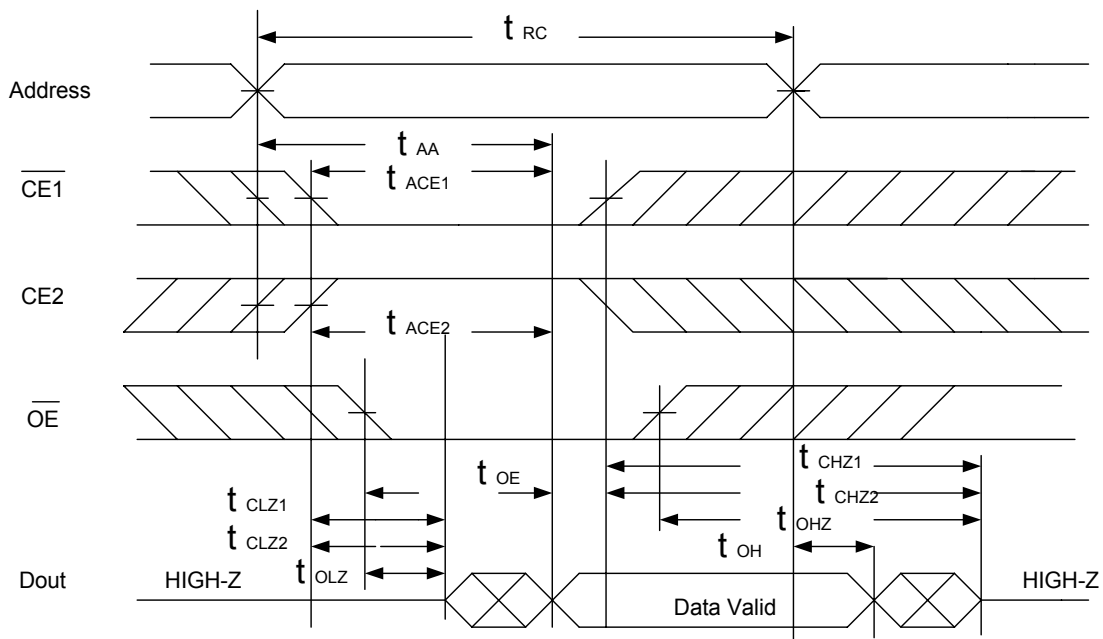 t RC
Address
t AA
CE1
t ACE1
CE2
t ACE2
OE
t CHZ1
t OE
t CHZ2
t CLZ1
t OHZ
t CLZ2
t OH
t OLZ
Dout
HIGH-Z
Data Valid
HIGH-Z